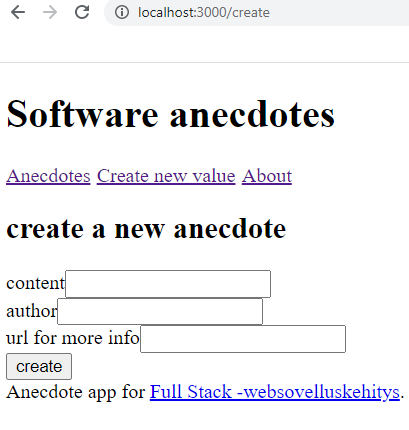 localhost:3000/create
Software anecdotes
Anecdotes Create new value About
create a new anecdote
content
author
url for more info
create
Anecdote app for Full Stack -websovelluskehitys.